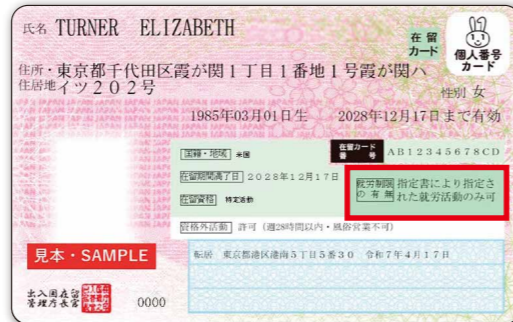 氏名 TURNER ELIZABETH
在留カード
個人番号カード
住所・住居地
東京都千代田区霞が関1丁目1番地1号霞が関ハイツ202号
性別 女
1985年03月01日生 2028年12月17日まで有効
国籍・地域 米国
在留カード番号 AB12345678CD
在留期間満了日 2028年12月17日
就労制限の有無 指定書により指定された就労活動のみ可
在留資格 特定活動
資格外活動 許可(週28時間以内・風俗営業不可)
見本・SAMPLE
転居 東京都港区港南5丁目5番30 令和7年4月17日
出入国在留管理庁長官
0000